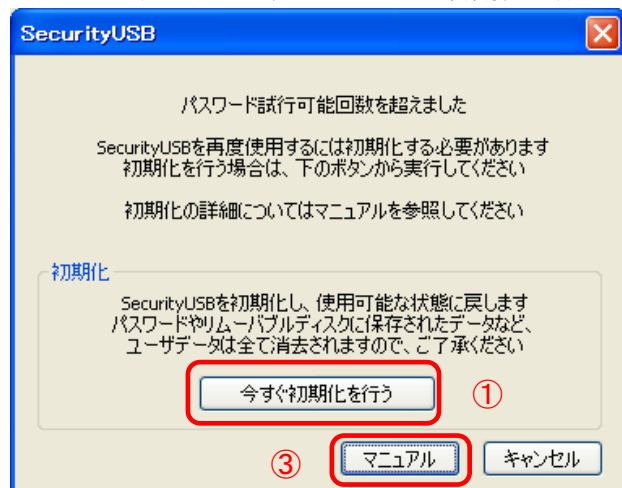 SecurityUSB
パスワード試行可能回数を超えました
SecurityUSBを再度使用するには初期化する必要があります
初期化を行う場合は、下のボタンから実行してください
初期化の詳細についてはマニュアルを参照してください
初期化
SecurityUSBを初期化し、使用可能な状態に戻します
パスワードやリムーバブルディスクに保存されたデータなど、
ユーザデータは全て消去されますので、ご了承ください
今すぐ初期化を行う ①
③ マニュアル キャンセル